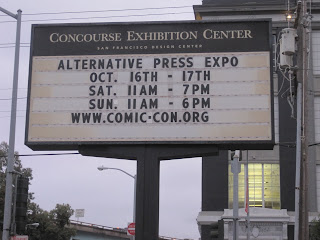 CONCOURSE EXHIBITION CENTER
SAN FRANCISCO DESIGN CENTER
ALTERNATIVE PRESS EXPO
OCT. 16TH - 17TH
SAT. 11AM - 7PM
SUN. 11AM - 6PM
WWW.COMIC-CON.ORG